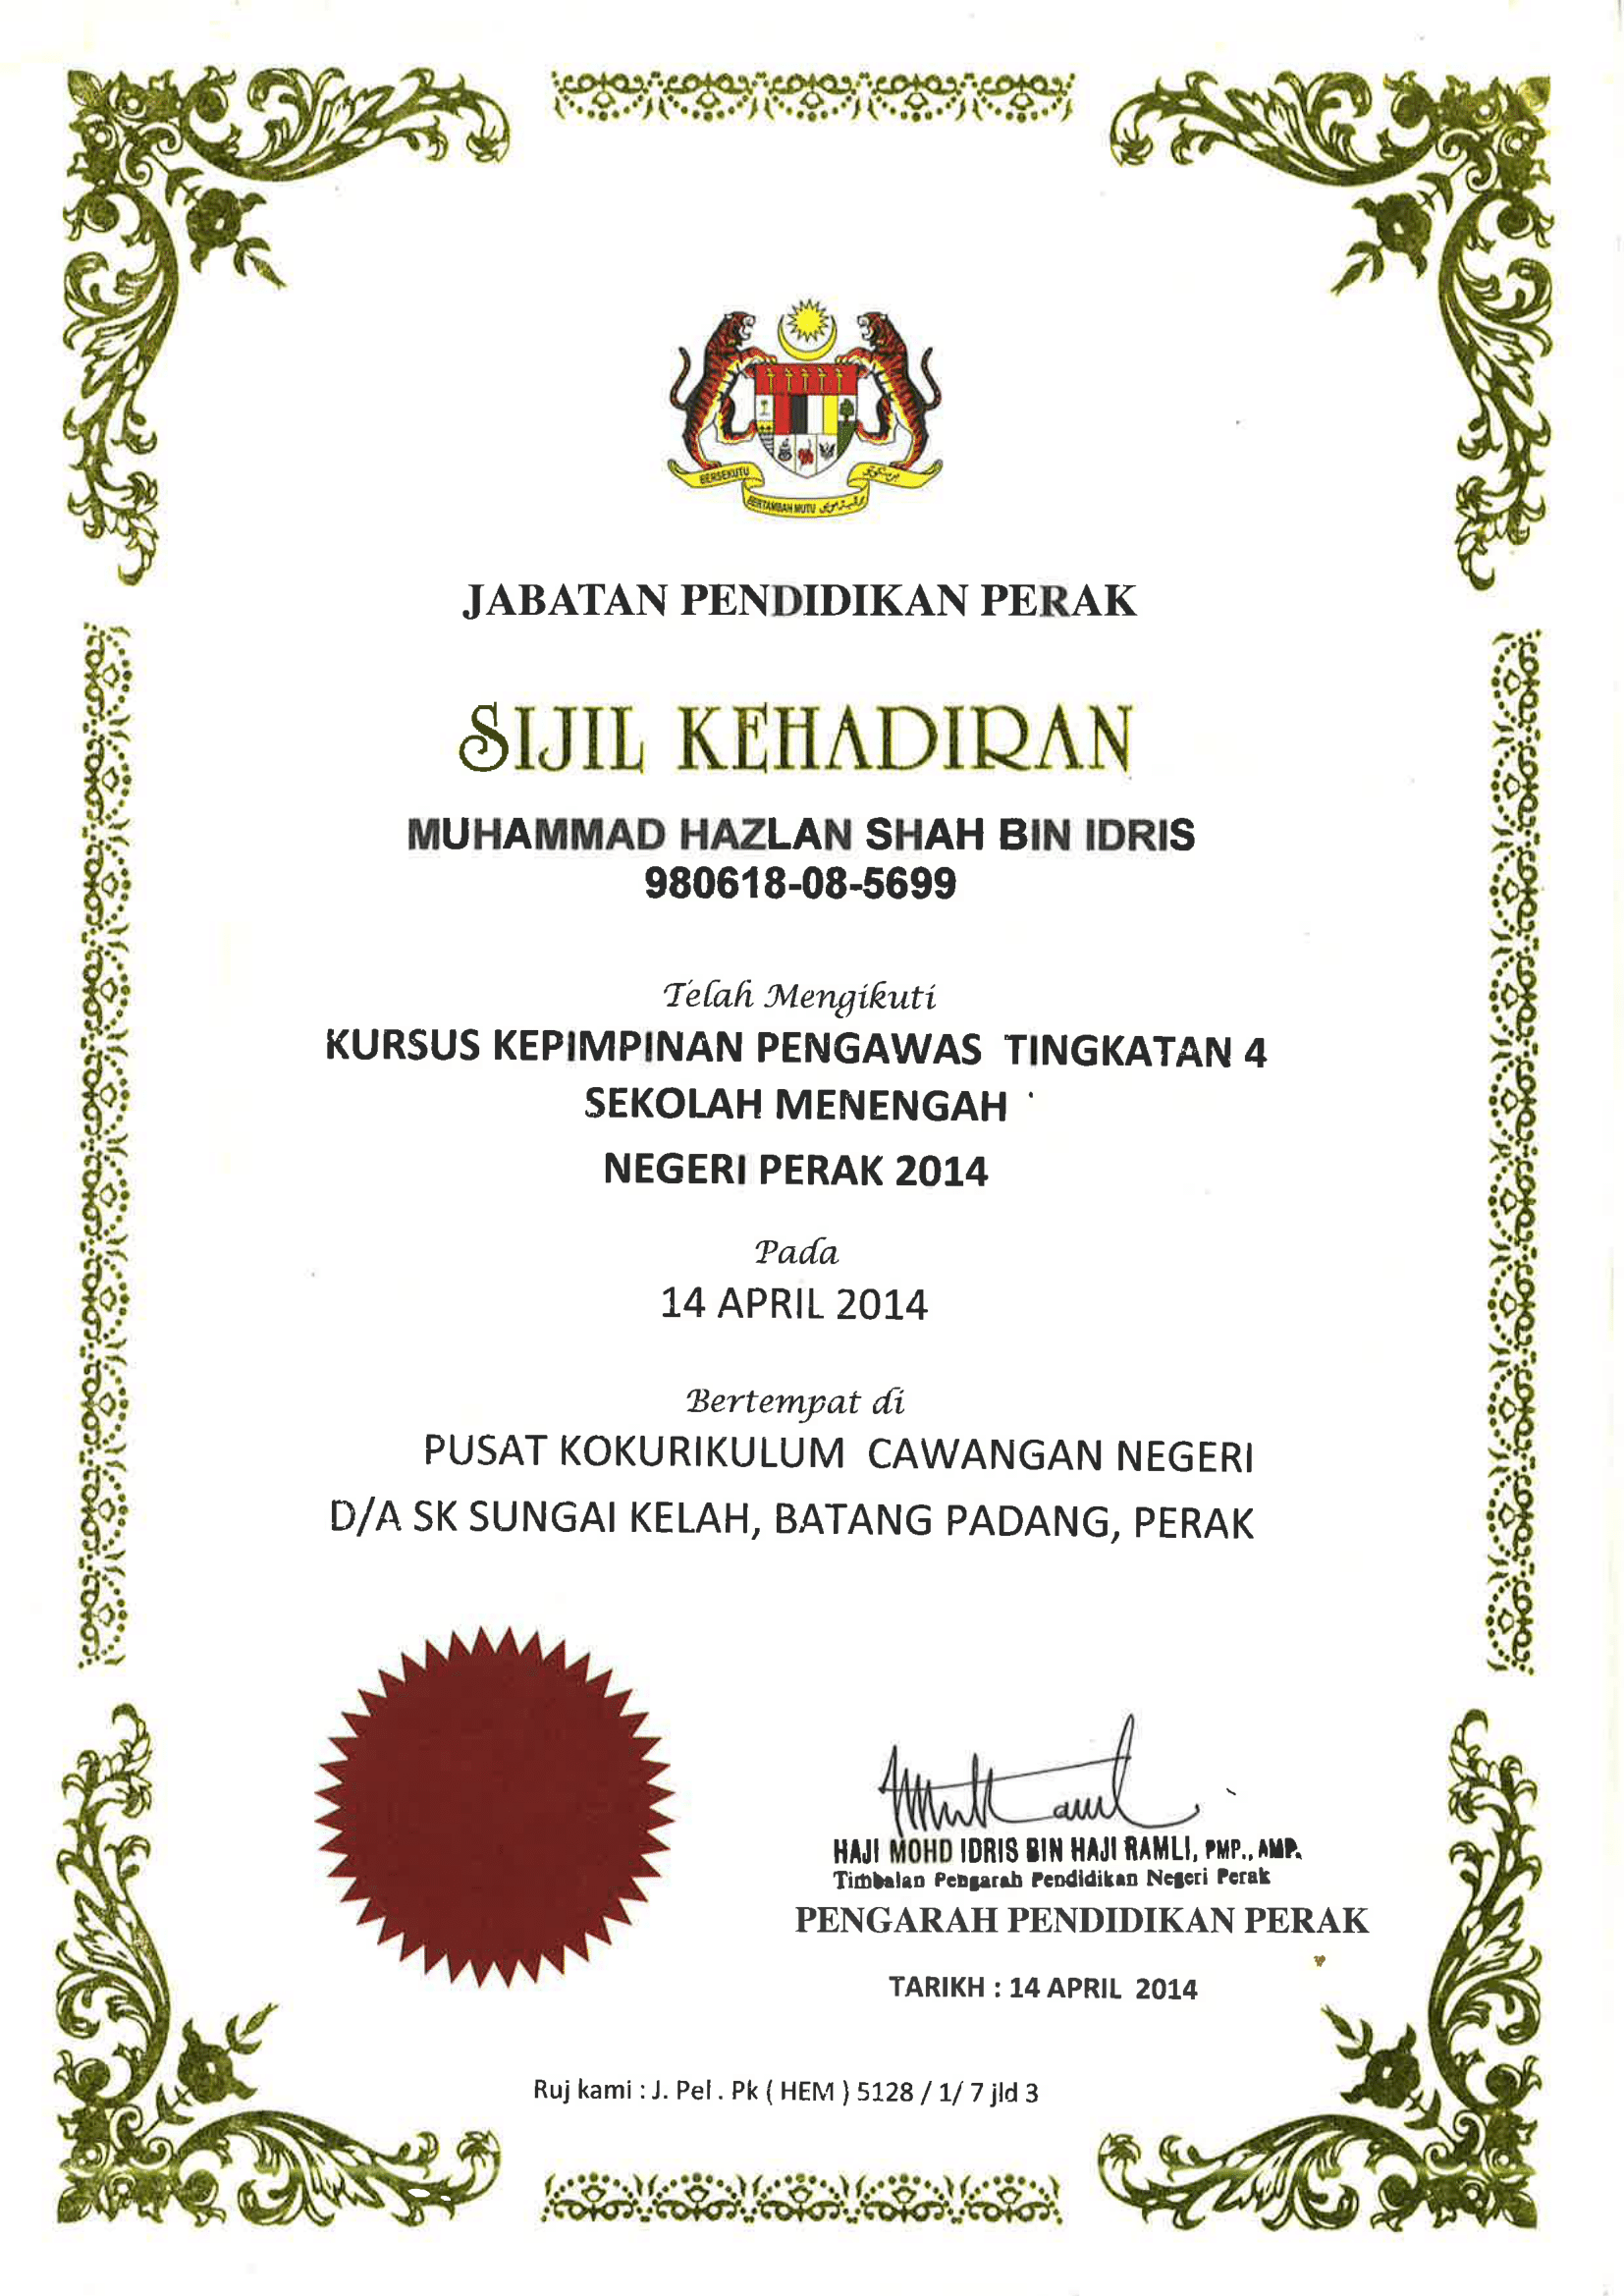 BERSEKUTU
BERTAMBAH MUTU
JABATAN PENDIDIKAN PERAK
SIJIL KEHADIRAN
MUHAMMAD HAZLAN SHAH BIN IDRIS
980618-08-5699
Telah Mengikuti
KURSUS KEPIMPINAN PENGAWAS TINGKATAN 4
SEKOLAH MENENGAH
NEGERI PERAK 2014
Pada
14 APRIL 2014
Bertempat di
PUSAT KOKURIKULUM CAWANGAN NEGERI
D/A SK SUNGAI KELAH, BATANG PADANG, PERAK
HAJI MOHD IDRIS BIN HAJI RAMLI, PMP., AMP.
Timbalan Pengarah Pendidikan Negeri Perak
PENGARAH PENDIDIKAN PERAK
TARIKH : 14 APRIL 2014
Ruj kami : J. Pel . Pk ( HEM ) 5128 / 1/ 7 jld 3